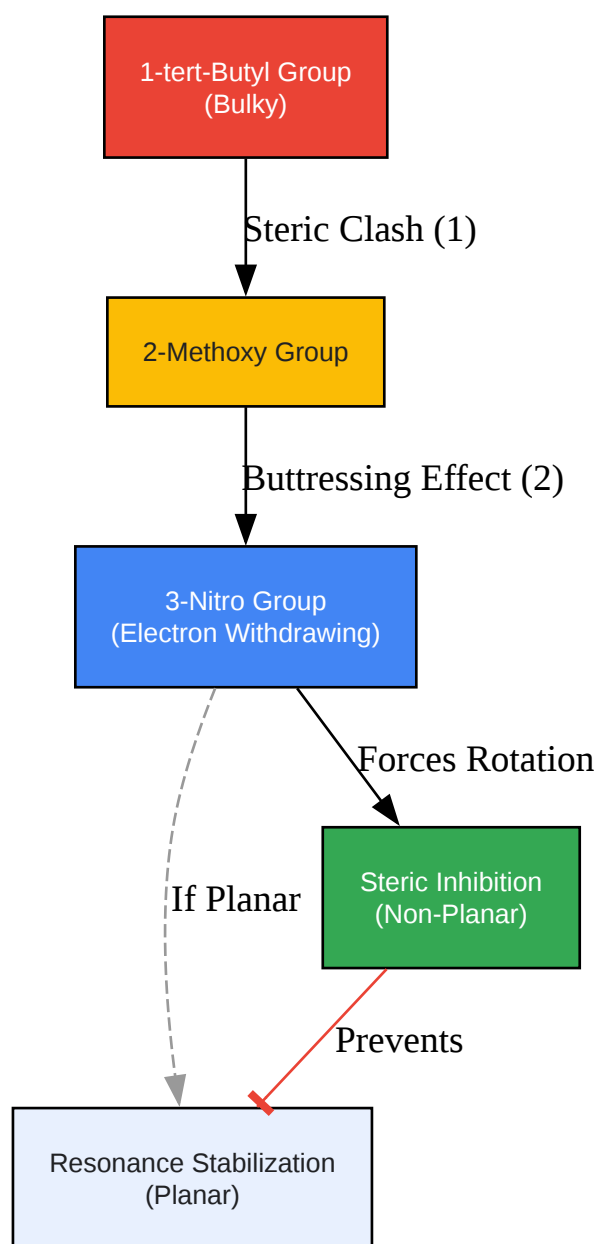 1-tert-Butyl Group
(Bulky)
Steric Clash (1)
2-Methoxy Group
Buttressing Effect (2)
3-Nitro Group
(Electron Withdrawing)
Forces Rotation
Steric Inhibition
(Non-Planar)
If Planar
Prevents
Resonance Stabilization
(Planar)